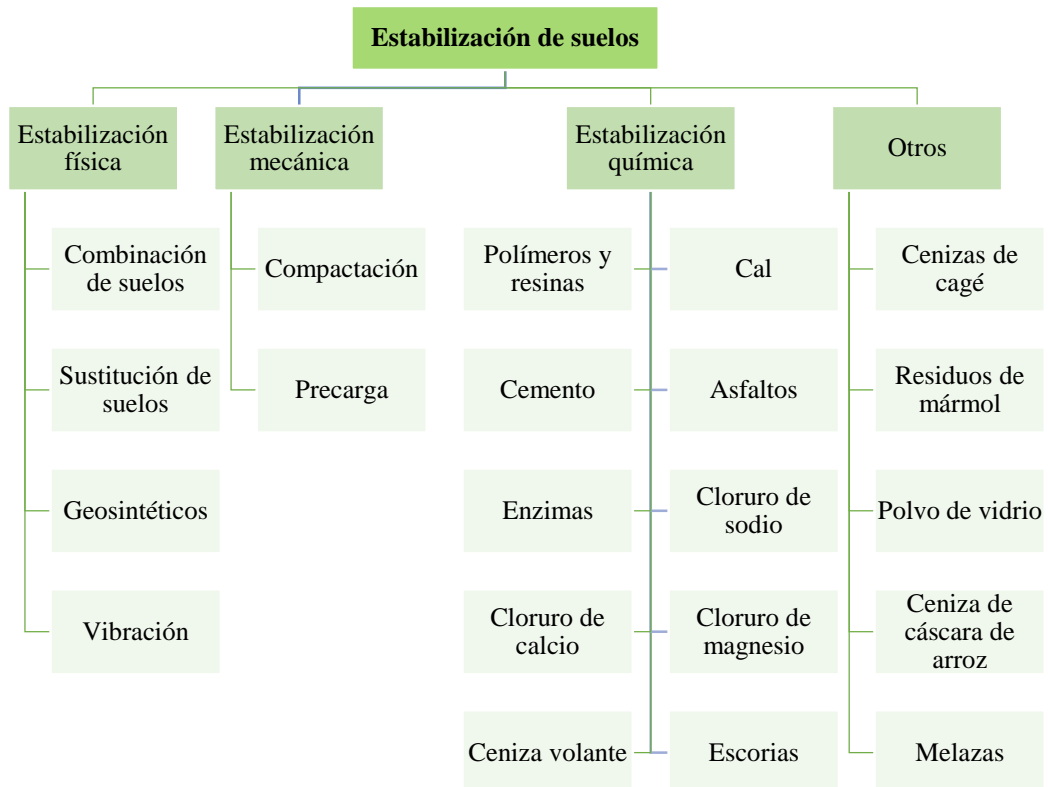 Estabilización de suelos
Estabilización
física
Estabilización
mecánica
Estabilización
química
Otros
Combinación
de suelos
Sustitución de
suelos
Geosintéticos
Vibración
Compactación
Precarga
Polímeros y
resinas
Cal
Cemento
Asfaltos
Enzimas
Cloruro de
sodio
Cloruro de
calcio
Cloruro de
magnesio
Ceniza volante
Escorias
Cenizas de
cagé
Residuos de
mármol
Polvo de vidrio
Ceniza de
cáscara de
arroz
Melazas